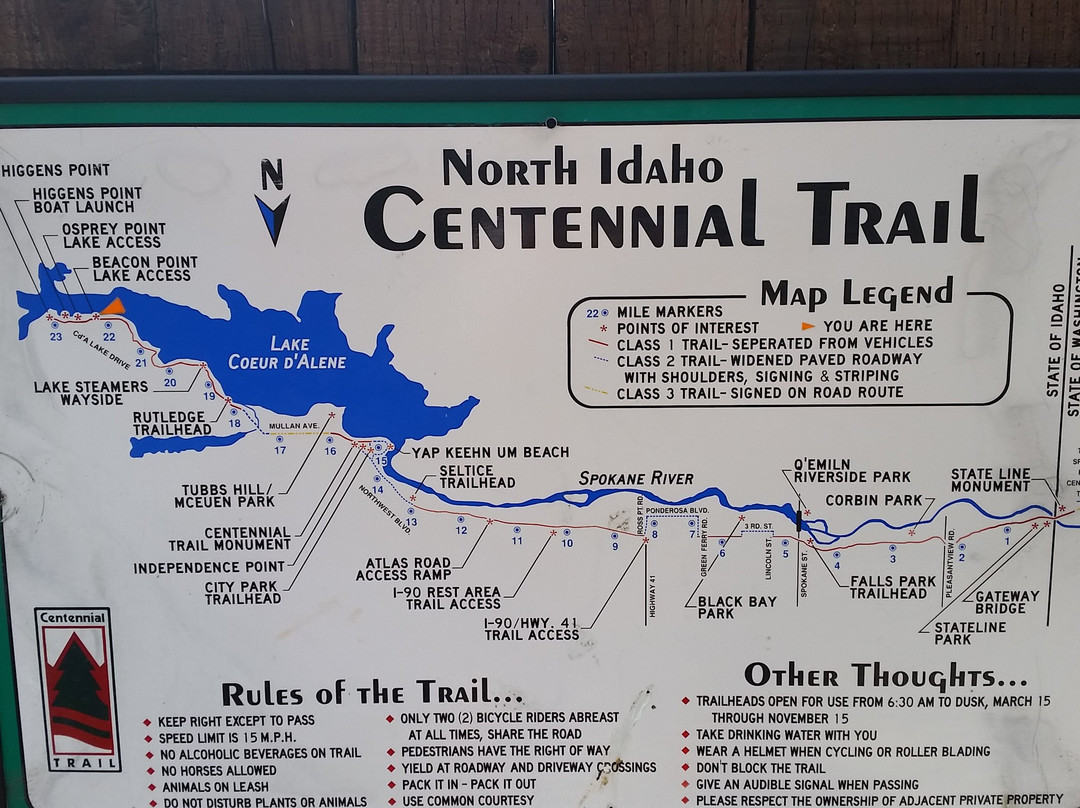 North Idaho
Centennial Trail
N
HIGGENS POINT
HIGGENS POINT
BOAT LAUNCH
OSPREY POINT
LAKE ACCESS
BEACON POINT
LAKE ACCESS
Map Legend
22 MILE MARKERS
* POINTS OF INTEREST
YOU ARE HERE
CLASS 1 TRAIL-SEPERATED FROM VEHICLES
CLASS 2 TRAIL-WIDENED PAVED ROADWAY
WITH SHOULDERS, SIGNING & STRIPING
CLASS 3 TRAIL-SIGNED ON ROAD ROUTE
STATE OF IDAHO
STATE OF WASHINGTON
LAKE
COEUR D'ALENE
Cd'A LAKE DRIVE
23
22
21
20
19
18
17
16
15
14
13
12
11
10
9
8
7
6
5
4
3
2
1
LAKE STEAMERS
WAYSIDE
RUTLEDGE
TRAILHEAD
MULLAN AVE.
TUBBS HILL/
MCEUEN PARK
CENTENNIAL
TRAIL MONUMENT
INDEPENDENCE POINT
CITY PARK
TRAILHEAD
YAP KEEHN UM BEACH
SELTICE
TRAILHEAD
NORTHWEST BLVD.
SPOKANE RIVER
ATLAS ROAD
ACCESS RAMP
I-90 REST AREA
TRAIL ACCESS
I-90/HWY. 41
TRAIL ACCESS
ROSS PT. RD.
HIGHWAY 41
PONDEROSA BLVD.
GREEN FERRY RD.
3 RD. ST.
LINCOLN ST.
SPOKANE ST.
BLACK BAY
PARK
Q'EMILN
RIVERSIDE PARK
CORBIN PARK
STATE LINE
MONUMENT
PLEASANTVIEW RD.
FALLS PARK
TRAILHEAD
GATEWAY
BRIDGE
STATELINE
PARK
Centennial
TRAIL
Rules of the Trail...
KEEP RIGHT EXCEPT TO PASS
SPEED LIMIT IS 15 M.P.H.
NO ALCOHOLIC BEVERAGES ON TRAIL
NO HORSES ALLOWED
ANIMALS ON LEASH
DO NOT DISTURB PLANTS OR ANIMALS
ONLY TWO (2) BICYCLE RIDERS ABREAST
AT ALL TIMES, SHARE THE ROAD
PEDESTRIANS HAVE THE RIGHT OF WAY
YIELD AT ROADWAY AND DRIVEWAY CROSSINGS
PACK IT IN - PACK IT OUT
USE COMMON COURTESY
Other Thoughts...
TRAILHEADS OPEN FOR USE FROM 6:30 AM TO DUSK, MARCH 15
THROUGH NOVEMBER 15
TAKE DRINKING WATER WITH YOU
WEAR A HELMET WHEN CYCLING OR ROLLER BLADING
DON'T BLOCK THE TRAIL
GIVE AN AUDIBLE SIGNAL WHEN PASSING
PLEASE RESPECT THE OWNERSHIP OF ADJACENT PRIVATE PROPERTY